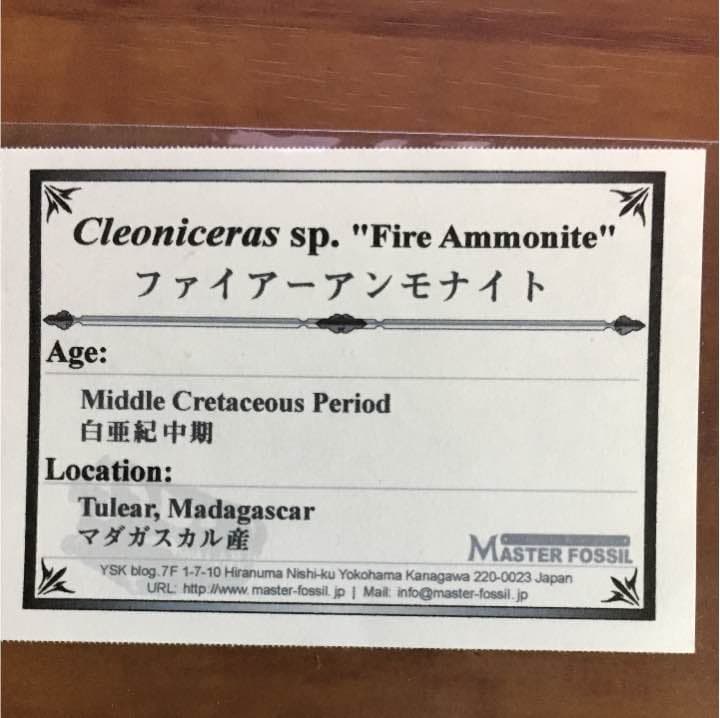 Cleoniceras sp. "Fire Ammonite"
ファイアーアンモナイト
Age:
Middle Cretaceous Period
白亜紀中期
Location:
Tulear, Madagascar
マダガスカル産
MASTER FOSSIL
YSK blog.7F 1-7-10 Hiranuma Nishi-ku Yokohama Kanagawa 220-0023 Japan
URL: http://www.master-fossil.jp | Mail: info@master-fossil.jp